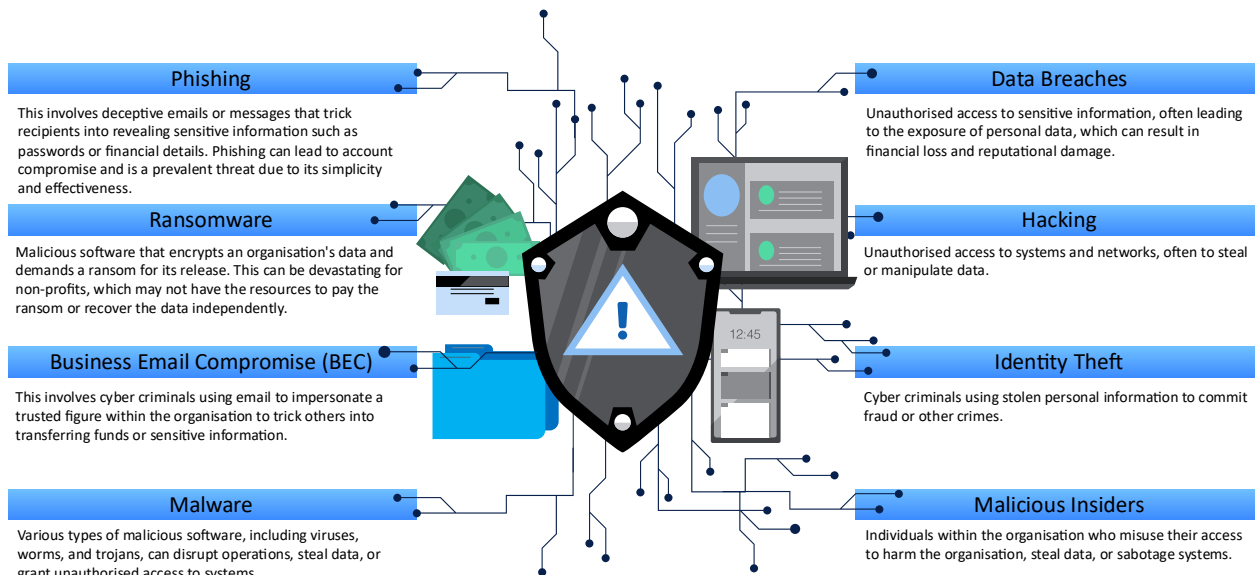 Phishing
This involves deceptive emails or messages that trick
recipients into revealing sensitive information such as
passwords or financial details. Phishing can lead to account
compromise and is a prevalent threat due to its simplicity
and effectiveness.
Ransomware
Malicious software that encrypts an organisation's data and
demands a ransom for its release. This can be devastating for
non-profits, which may not have the resources to pay the
ransom or recover the data independently.
Business Email Compromise (BEC)
This involves cyber criminals using email to impersonate a
trusted figure within the organisation to trick others into
transferring funds or sensitive information.
Malware
Various types of malicious software, including viruses,
worms, and trojans, can disrupt operations, steal data, or
grant unauthorised access to systems.
!
12:45
Data Breaches
Unauthorised access to sensitive information, often leading
to the exposure of personal data, which can result in
financial loss and reputational damage.
Hacking
Unauthorised access to systems and networks, often to steal
or manipulate data.
Identity Theft
Cyber criminals using stolen personal information to commit
fraud or other crimes.
Malicious Insiders
Individuals within the organisation who misuse their access
to harm the organisation, steal data, or sabotage systems.